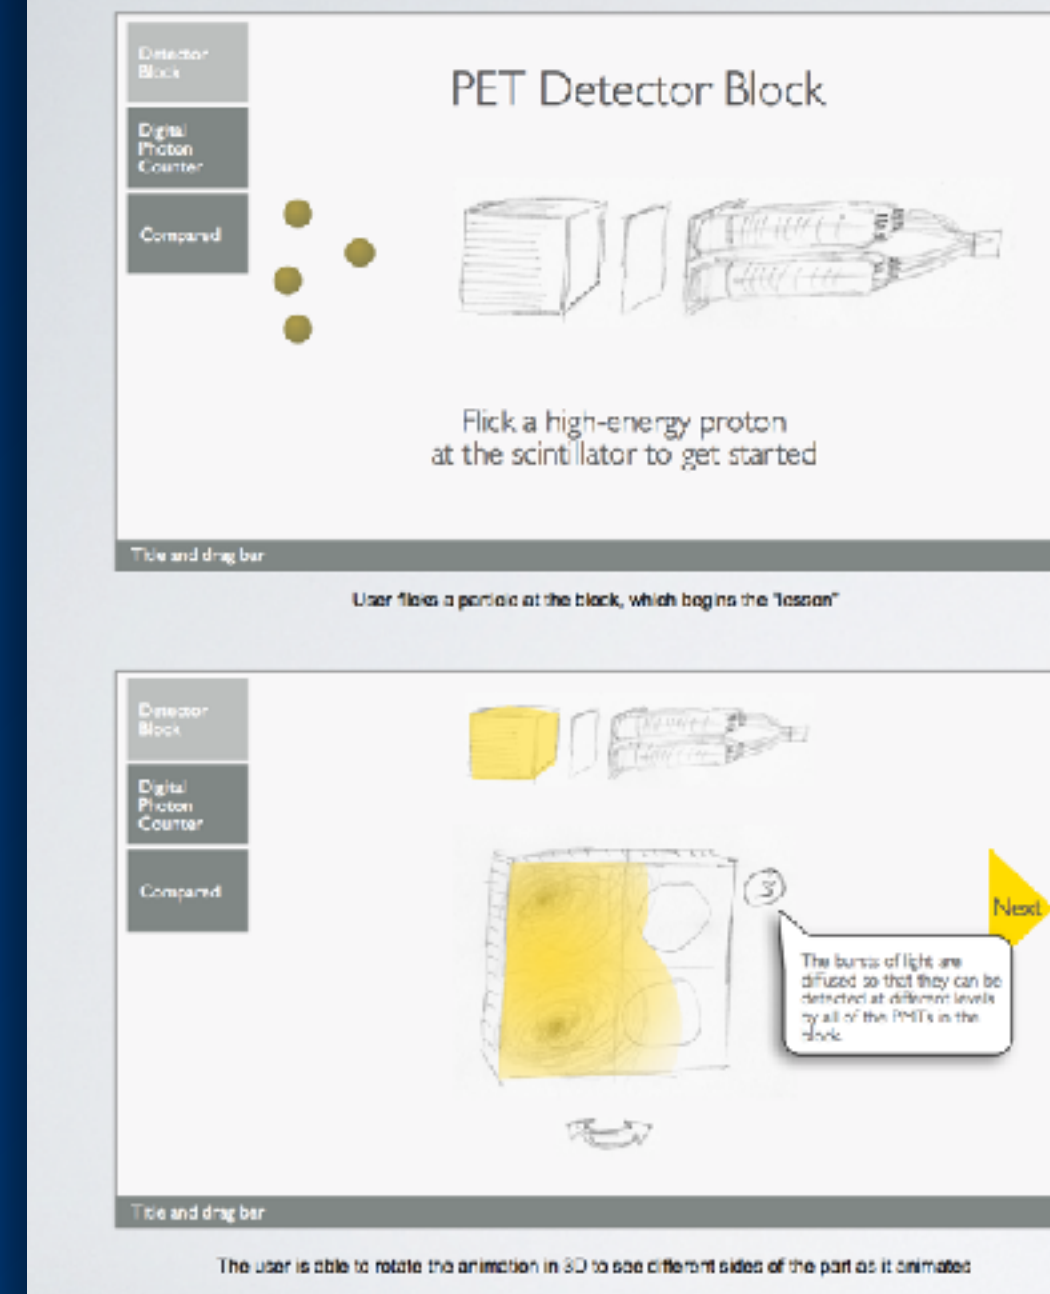 Detector
Block
Digital
Photon
Counter
Compared
PET Detector Block
Flick a high-energy proton
at the scintillator to get started
Title and drag bar
User flicks a particle at the block, which begins the "lesson"
Detector
Block
Digital
Photon
Counter
Compared
3
Next
The bursts of light are
diffused so that they can be
detected at different levels
by all of the PMTs in the
block.
Title and drag bar
The user is able to rotate the animation in 3D to see different sides of the part as it animates